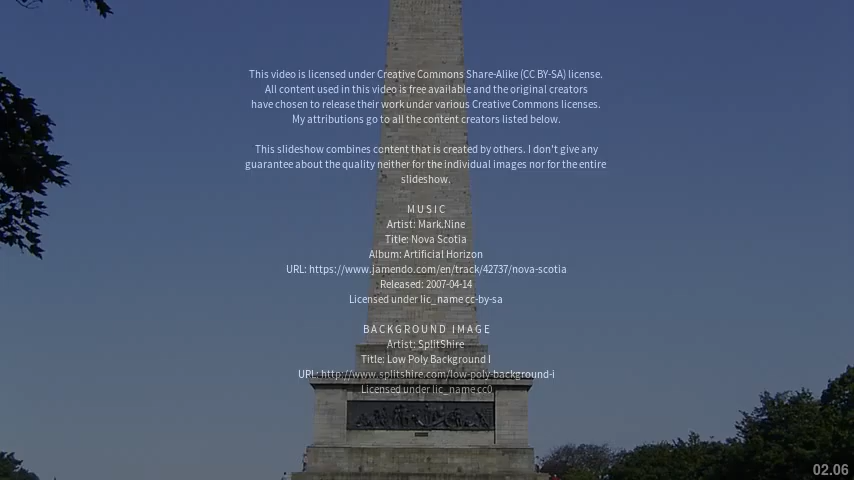 This video is licensed under Creative Commons Share-Alike (CC BY-SA) license.
All content used in this video is free available and the original creators
have chosen to release their work under various Creative Commons licenses.
My attributions go to all the content creators listed below.
This slideshow combines content that is created by others. I don't give any
guarantee about the quality neither for the individual images nor for the entire
slideshow.
MUSIC
Artist: Mark.Nine
Title: Nova Scotia
Album: Artificial Horizon
URL: https://www.jamendo.com/en/track/42737/nova-scotia
Released: 2007-04-14
Licensed under lic_name cc-by-sa
BACKGROUND IMAGE
Artist: SplitShire
Title: Low Poly Background I
URL: http://www.splitshire.com/low-poly-background-i
Licensed under lic_name cc0
02.06